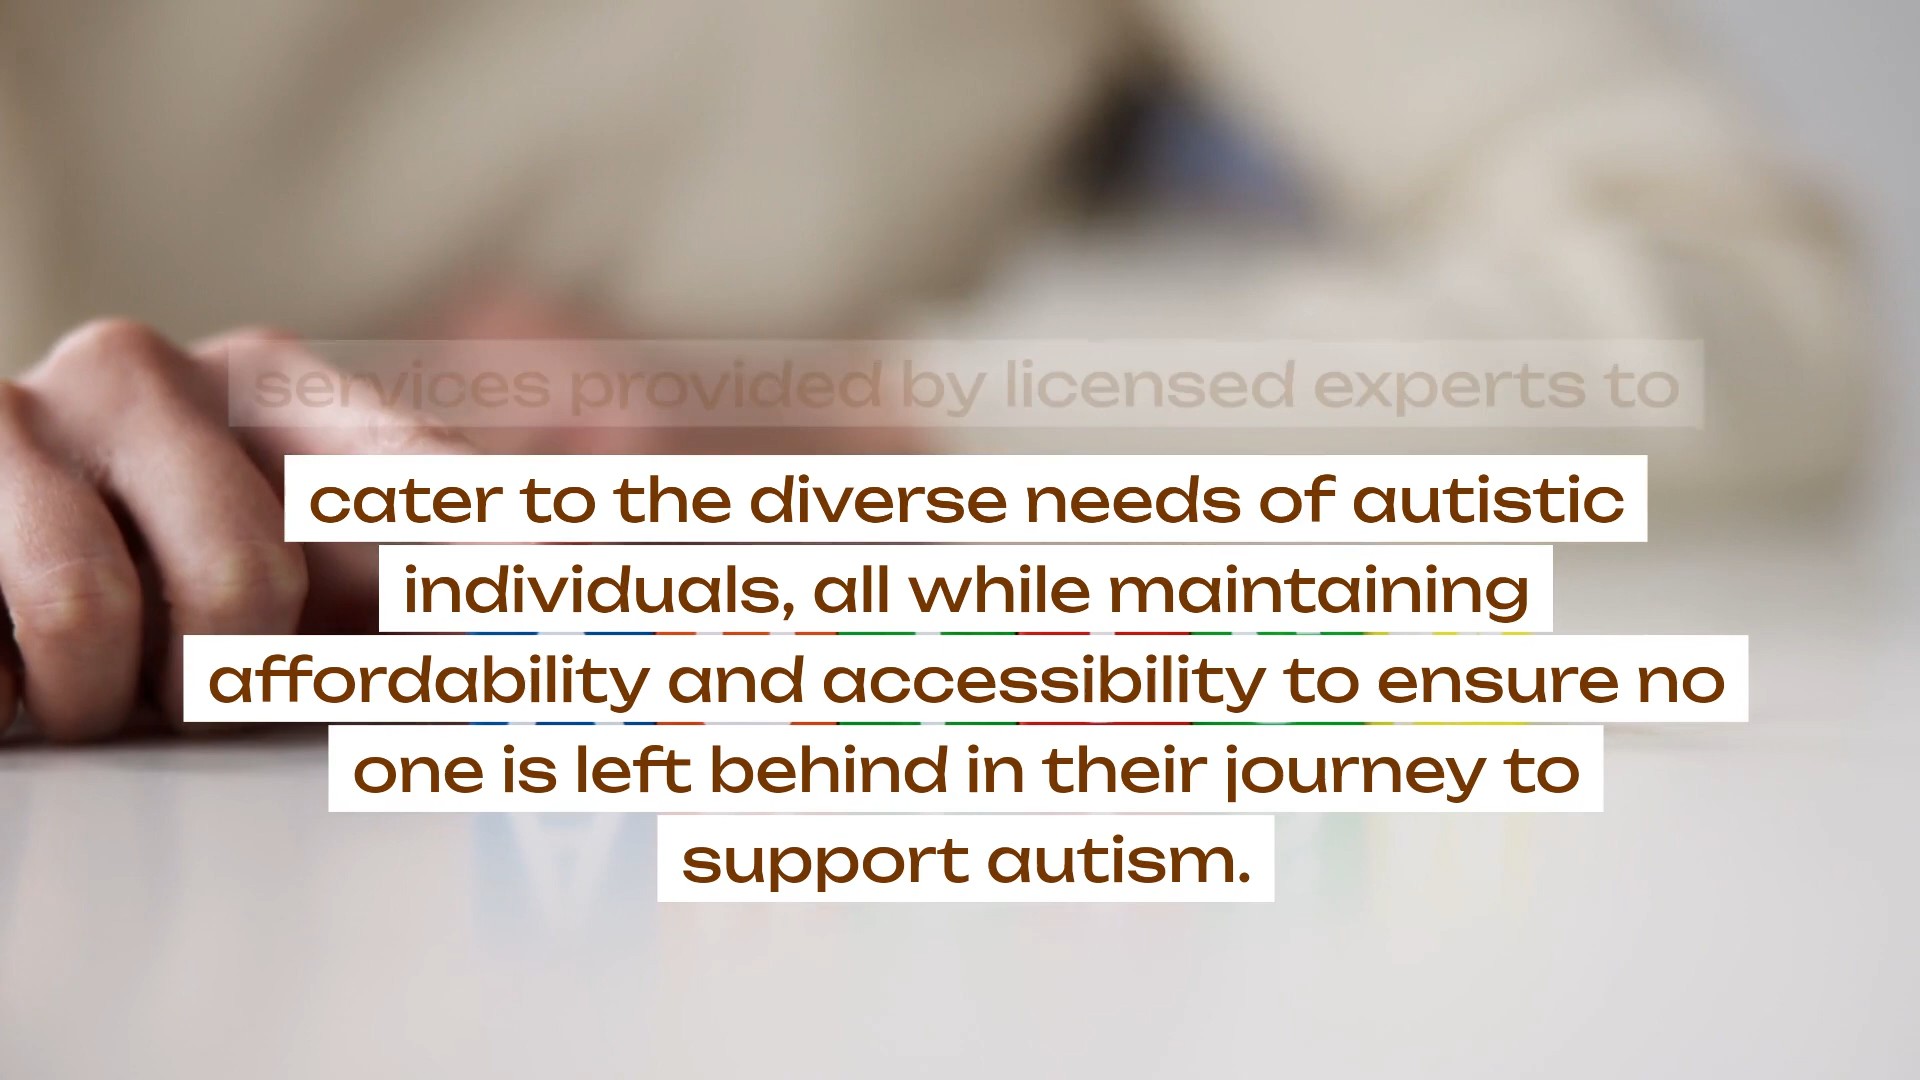 services provided by licensed experts to
cater to the diverse needs of autistic
individuals, all while maintaining
affordability and accessibility to ensure no
one is left behind in their journey to
support autism.